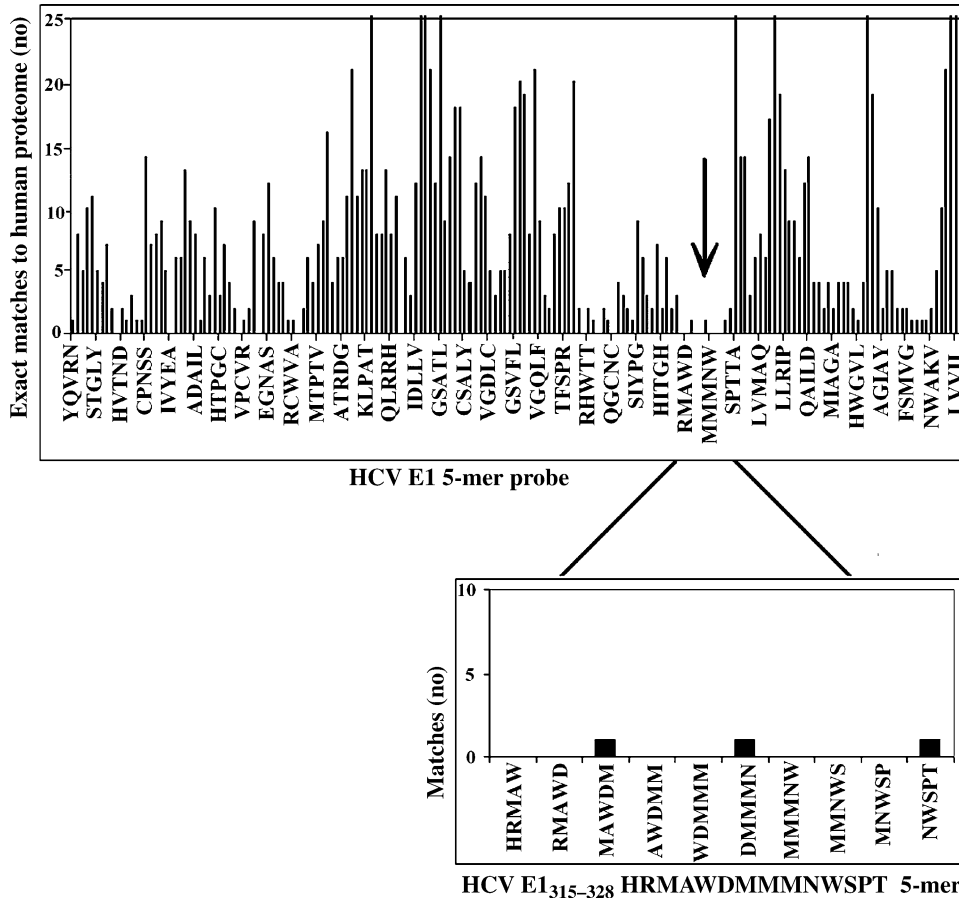 Exact matches to human proteome (no)
25
20
15
10
5
0
YQVRN
STGLY
HVTND
CPNSS
IVYEA
ADAIL
HTPGC
VPCVR
EGNAS
RCWVA
MTPTV
ATRDG
KLPAT
QLRRH
IDLLV
GSATL
CSALY
VGDLC
GSVFL
VGQLF
TFSPR
RHWTT
QGCNC
SIYPG
HITGH
RMAWD
MMMNW
SPTTA
LVMAQ
LLRIP
QAILD
MIAGA
HWGVL
AGIAY
FSMVG
NWAKV
LVVLL
HCV E1 5-mer probe
Matches (no)
10
5
0
HRMAW
RMAWD
MAWDM
AWDMM
WDMMM
DMMMN
MMMNW
MMNWS
MNWSP
NWSPT
HCV E1315–328 HRMAWDMMMNWSPT 5-mer